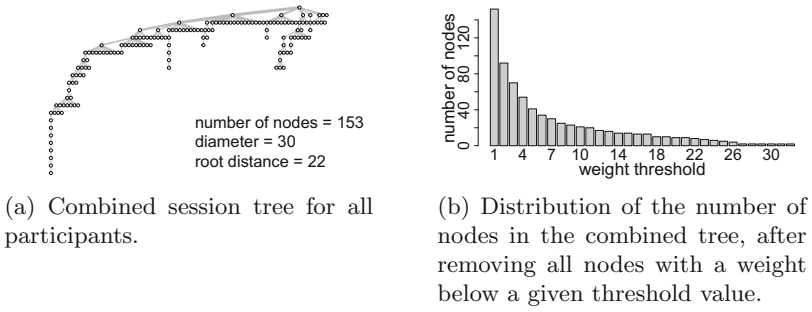 number of nodes = 153
diameter = 30
root distance = 22
(a) Combined session tree for all
participants.
number of nodes
0 40 80 120
1 4 7 10 14 18 22 26 30
weight threshold
(b) Distribution of the number of
nodes in the combined tree, after
removing all nodes with a weight
below a given threshold value.